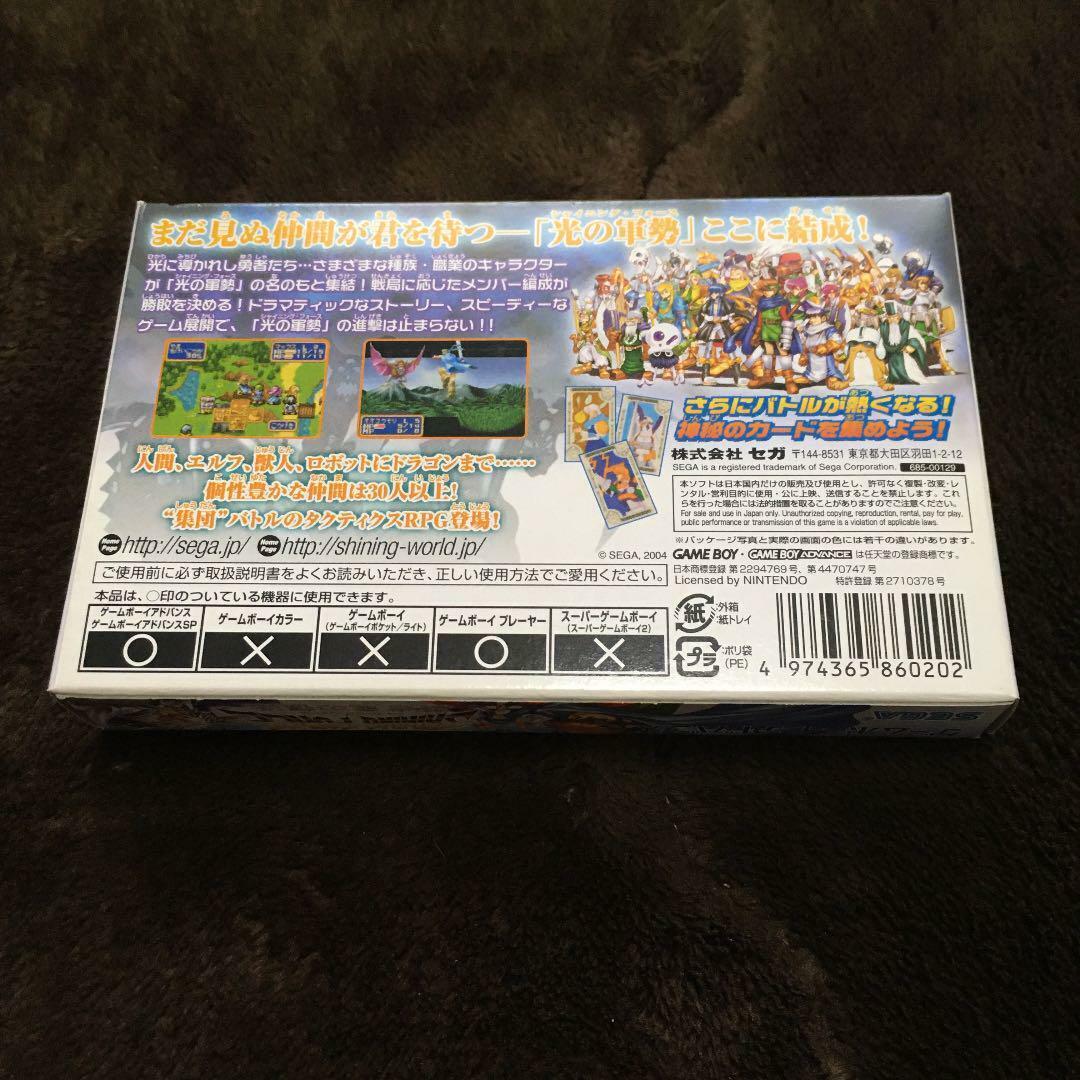 まだ見ぬ仲間が君を待つ―「光の軍勢」ここに結成！
光に導かれし勇者たち…さまざまな種族・職業のキャラクター
が「光の軍勢」の名のもと集結！戦局に応じたメンバー編成が
勝敗を決める！ドラマティックなストーリー、スピーディーな
ゲーム展開で、「光の軍勢」の進撃は止まらない！！
人間、エルフ、獣人、ロボットにドラゴンまで……
個性豊かな仲間は30人以上！
“集団”バトルのタクティクスRPG登場！
Home Page http://sega.jp/ Home Page http://shining-world.jp/
© SEGA, 2004
さらにバトルが熱くなる！
神秘のカードを集めよう！
株式会社 セガ 〒144-8531 東京都大田区羽田1-2-12
SEGA is a registered trademark of Sega Corporation. 685-00129
本ソフトは日本国内だけの販売及び使用とし、許可なく複製・改変・レ
ンタル・営利目的に使用・公に上映、送信することを禁止します。これ
らを行った場合には法的措置を取ることがありますのでご注意ください。
For sale and use in Japan only. Unauthorized copying, reproduction, rental, pay for play,
public performance or transmission of this game is a violation of applicable laws.
※パッケージ写真と実際の画面の色には若干の違いがあります。
GAME BOY・GAME BOY ADVANCE は任天堂の登録商標です。
日本商標登録 第2294769号、第4470747号
Licensed by NINTENDO 特許登録 第2710378号
ご使用前に必ず取扱説明書をよくお読みいただき、正しい使用方法でご愛用ください。
本品は、○印のついている機器に使用できます。
ゲームボーイアドバンス
ゲームボーイアドバンスSP
○
ゲームボーイカラー
×
ゲームボーイ
（ゲームボーイポケット／ライト）
×
ゲームボーイ プレーヤー
○
スーパーゲームボーイ
（スーパーゲームボーイ2）
×
紙 :外箱
:紙トレイ
プラ :ポリ袋
(PE)
4 974365 860202
SEGA